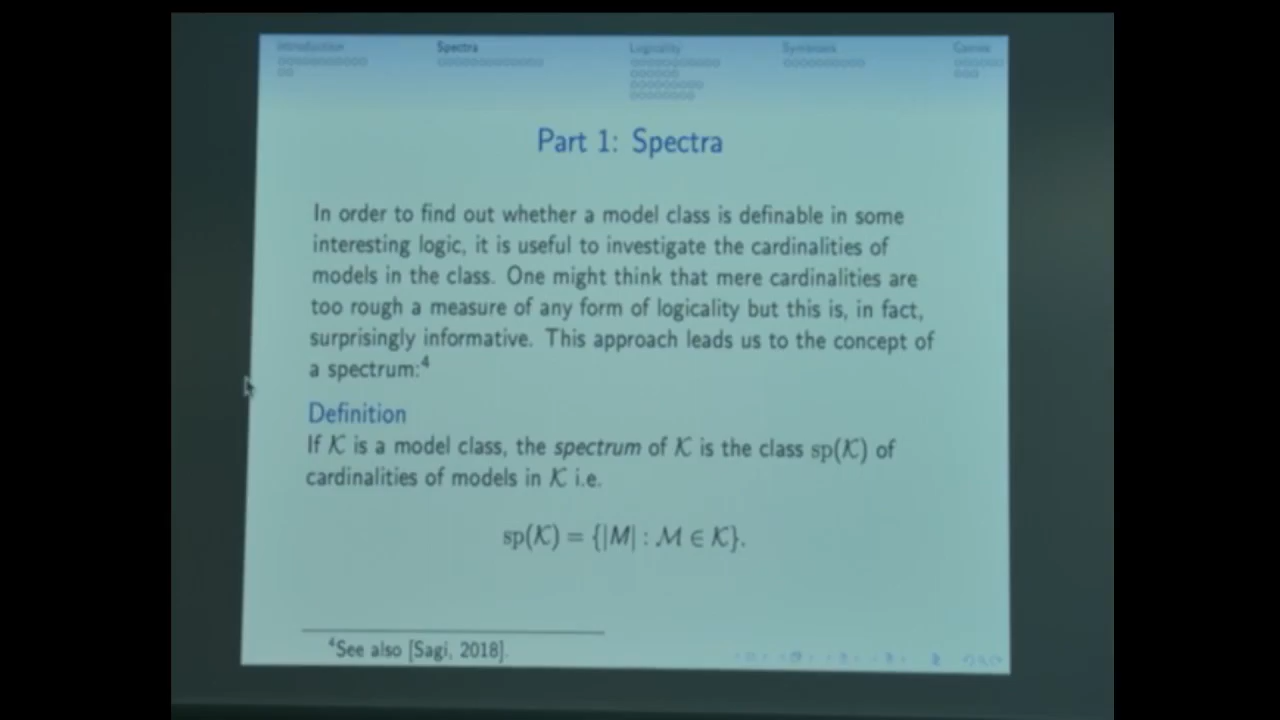 Introduction Spectra Logicality Symbiosis Games
Part 1: Spectra
In order to find out whether a model class is definable in some
interesting logic, it is useful to investigate the cardinalities of
models in the class. One might think that mere cardinalities are
too rough a measure of any form of logicality but this is, in fact,
surprisingly informative. This approach leads us to the concept of
a spectrum:⁴
Definition
If 𝒦 is a model class, the spectrum of 𝒦 is the class sp(𝒦) of
cardinalities of models in 𝒦 i.e.
sp(𝒦) = {|M| : ℳ ∈ 𝒦}.
⁴See also [Sagi, 2018].